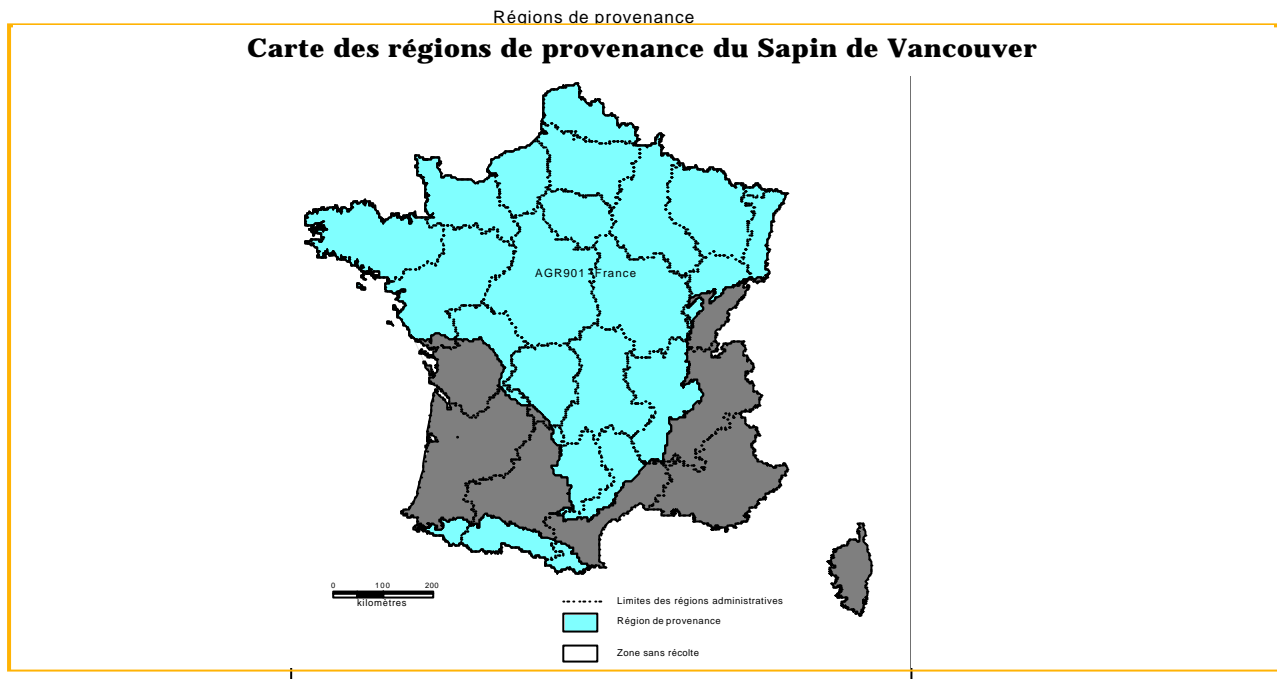 Régions de provenance
Carte des régions de provenance du Sapin de Vancouver
AGR901-France
0 100 200
kilomètres
Limites des régions administratives
Région de provenance
Zone sans récolte